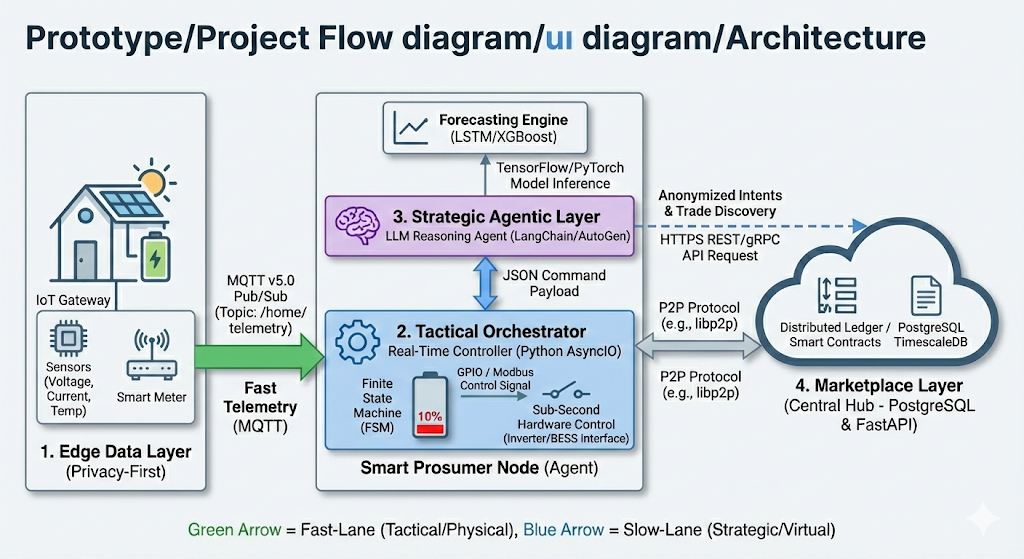 Prototype/Project Flow diagram/uı diagram/Architecture
Forecasting Engine
(LSTM/XGBoost)
TensorFlow/PyTorch
Model Inference
3. Strategic Agentic Layer
LLM Reasoning Agent (LangChain/AutoGen)
Anonymized Intents
& Trade Discovery
HTTPS REST/gRPC
API Request
JSON Command
Payload
IoT Gateway
Sensors
(Voltage,
Current,
Temp)
Smart Meter
1. Edge Data Layer
(Privacy-First)
MQTT v5.0
Pub/Sub
(Topic: /home/
telemetry)
Fast
Telemetry
(MQTT)
2. Tactical Orchestrator
Real-Time Controller (Python AsyncIO)
Finite
State
Machine
(FSM)
10%
GPIO / Modbus
Control Signal
Sub-Second
Hardware Control
(Inverter/BESS Interface)
Smart Prosumer Node (Agent)
P2P Protocol
(e.g., libp2p)
P2P Protocol
(e.g., libp2p)
Distributed Ledger /
Smart Contracts
PostgreSQL
TimescaleDB
4. Marketplace Layer
(Central Hub - PostgreSQL
& FastAPI)
Green Arrow = Fast-Lane (Tactical/Physical), Blue Arrow = Slow-Lane (Strategic/Virtual)